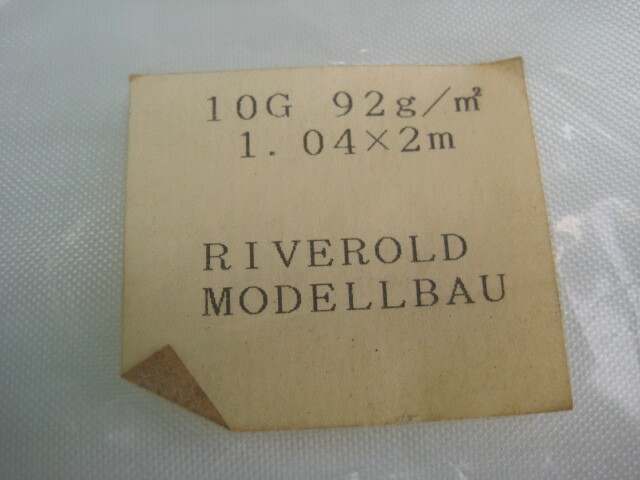 10G 92g/㎡
1. 04×2m
RIVEROLD
MODELLBAU